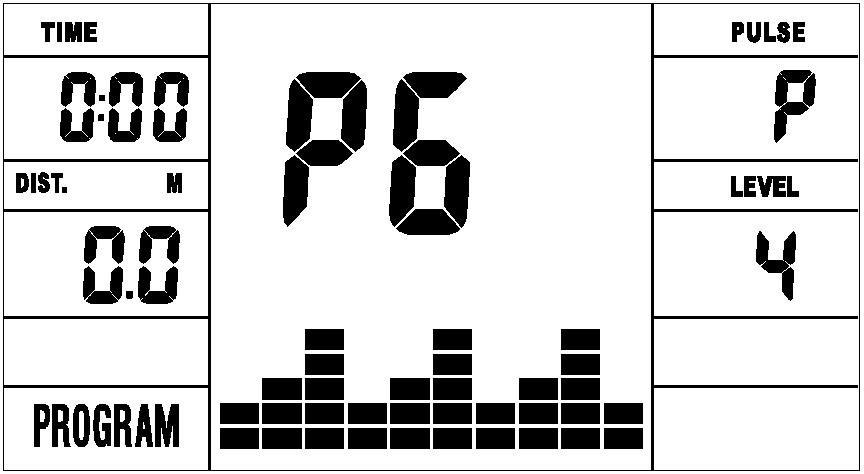 TIME
0:00
DIST. M
0.0
PROGRAM
P6
PULSE
P
LEVEL
4